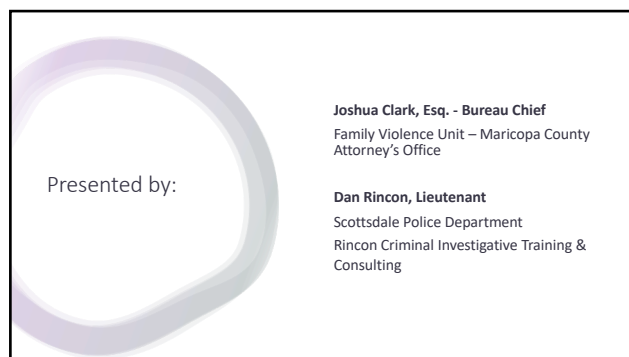 Presented by:
Joshua Clark, Esq. - Bureau Chief
Family Violence Unit – Maricopa County
Attorney's Office
Dan Rincon, Lieutenant
Scottsdale Police Department
Rincon Criminal Investigative Training &
Consulting